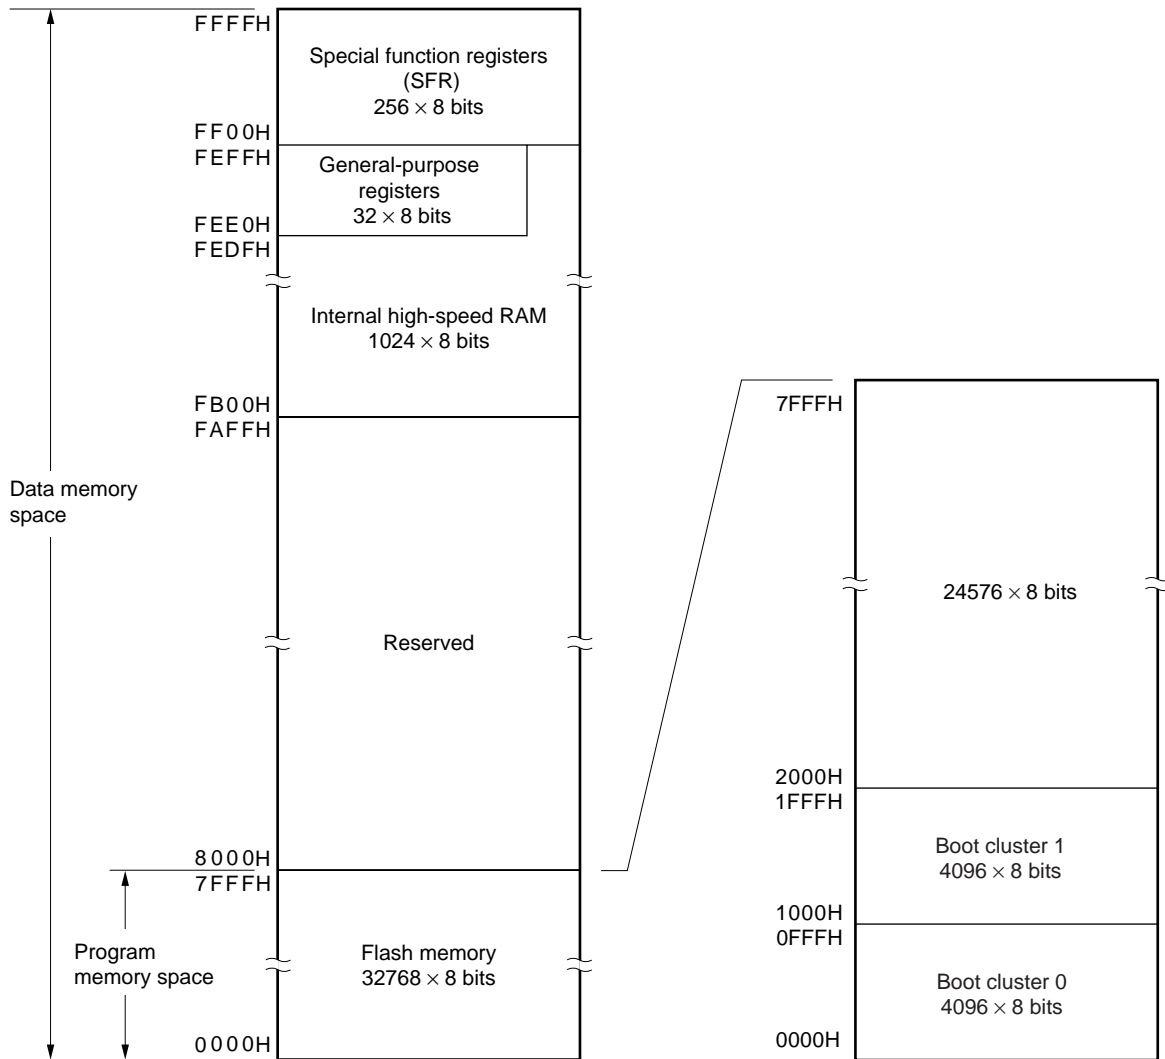 FFFFH
Special function registers
(SFR)
256 × 8 bits
FF00H
FEFFH
General-purpose
registers
32 × 8 bits
FEE0H
FEDFH
Internal high-speed RAM
1024 × 8 bits
FB00H
FAFFH
Data memory
space
Reserved
8000H
7FFFH
Program
memory space
Flash memory
32768 × 8 bits
0000H
7FFFH
24576 × 8 bits
2000H
1FFFH
Boot cluster 1
4096 × 8 bits
1000H
0FFFH
Boot cluster 0
4096 × 8 bits
0000H